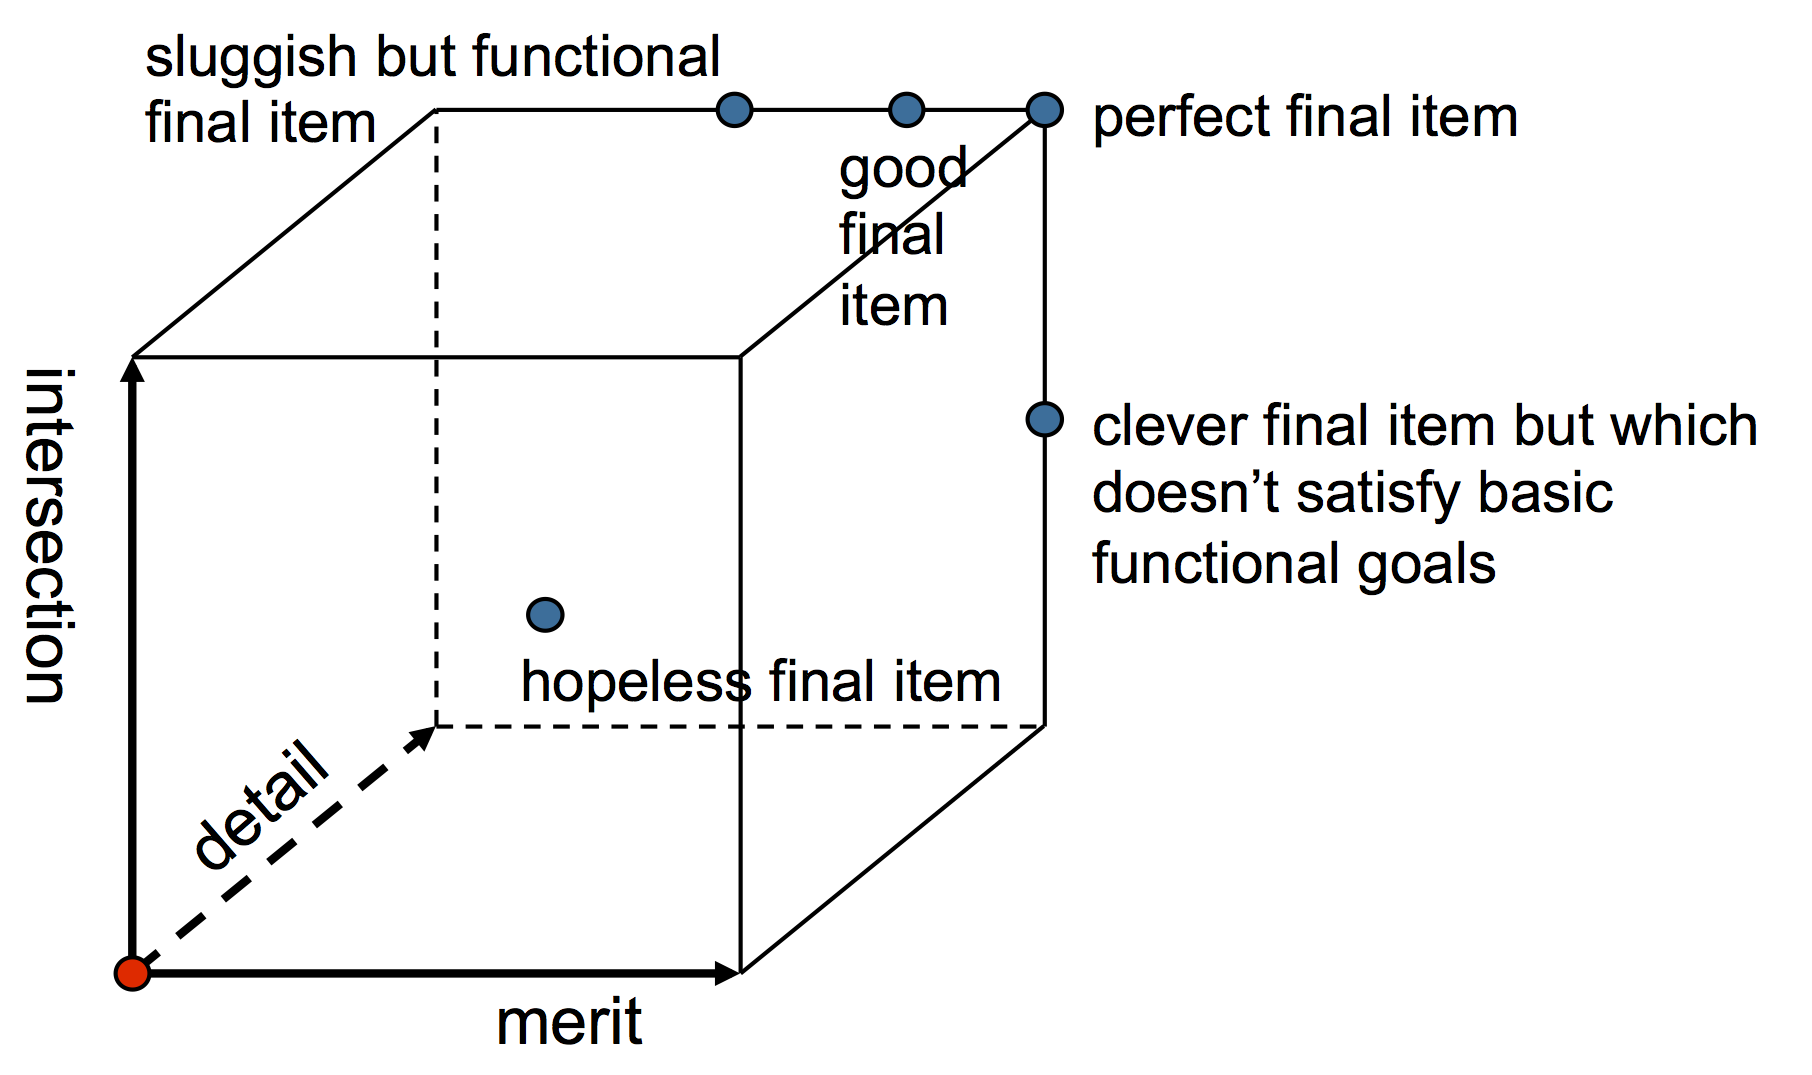 sluggish but functional
final item
perfect final item
good
final
item
intersection
clever final item but which
doesn’t satisfy basic
functional goals
hopeless final item
detail
merit